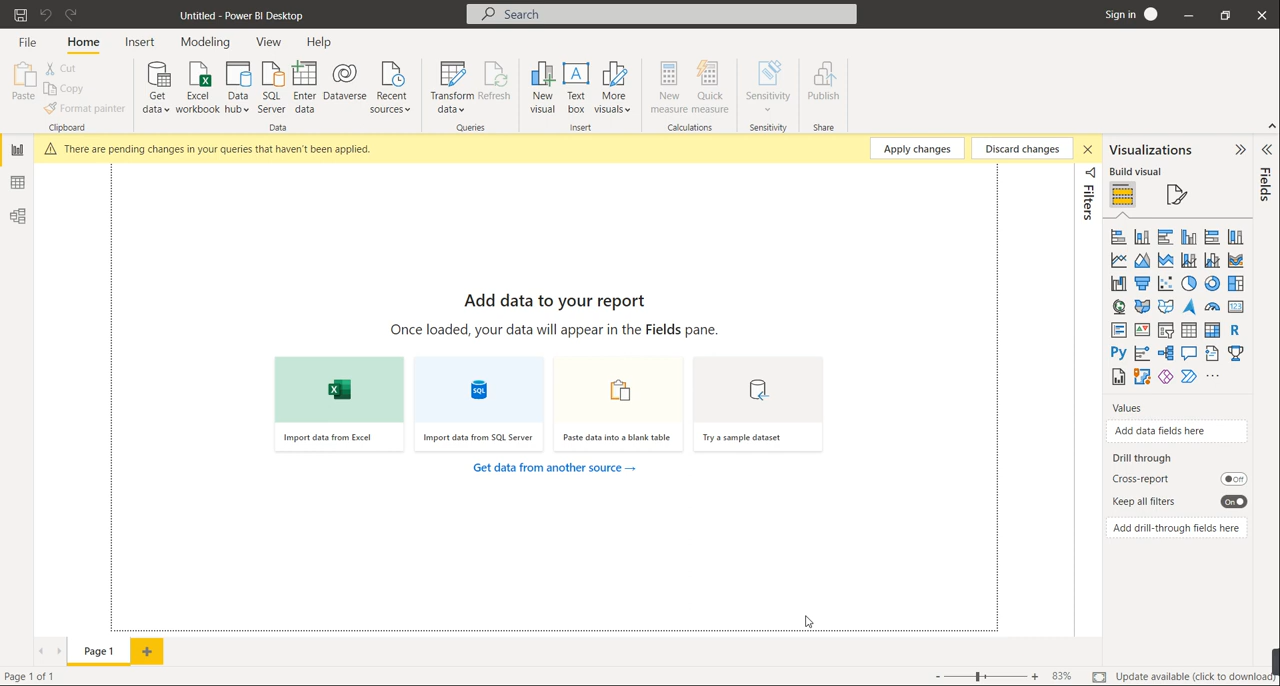 Untitled - Power BI Desktop
Search
Sign in
File Home Insert Modeling View Help
Paste
Cut
Copy
Format painter
Clipboard
Get data
Excel workbook
Data hub
SQL Server
Enter data
Dataverse
Recent sources
Data
Transform data
Refresh
Queries
New visual
Text box
More visuals
Insert
New measure
Quick measure
Calculations
Sensitivity
Sensitivity
Publish
Share
There are pending changes in your queries that haven't been applied.
Apply changes
Discard changes
Filters
Visualizations
Fields
Build visual
Add data to your report
Once loaded, your data will appear in the Fields pane.
SQL
Import data from Excel
Import data from SQL Server
Paste data into a blank table
Try a sample dataset
Get data from another source →
123
R
Py
Values
Add data fields here
Drill through
Cross-report
Off
Keep all filters
On
Add drill-through fields here
Page 1
+
Page 1 of 1
- + 83%
Update available (click to download)